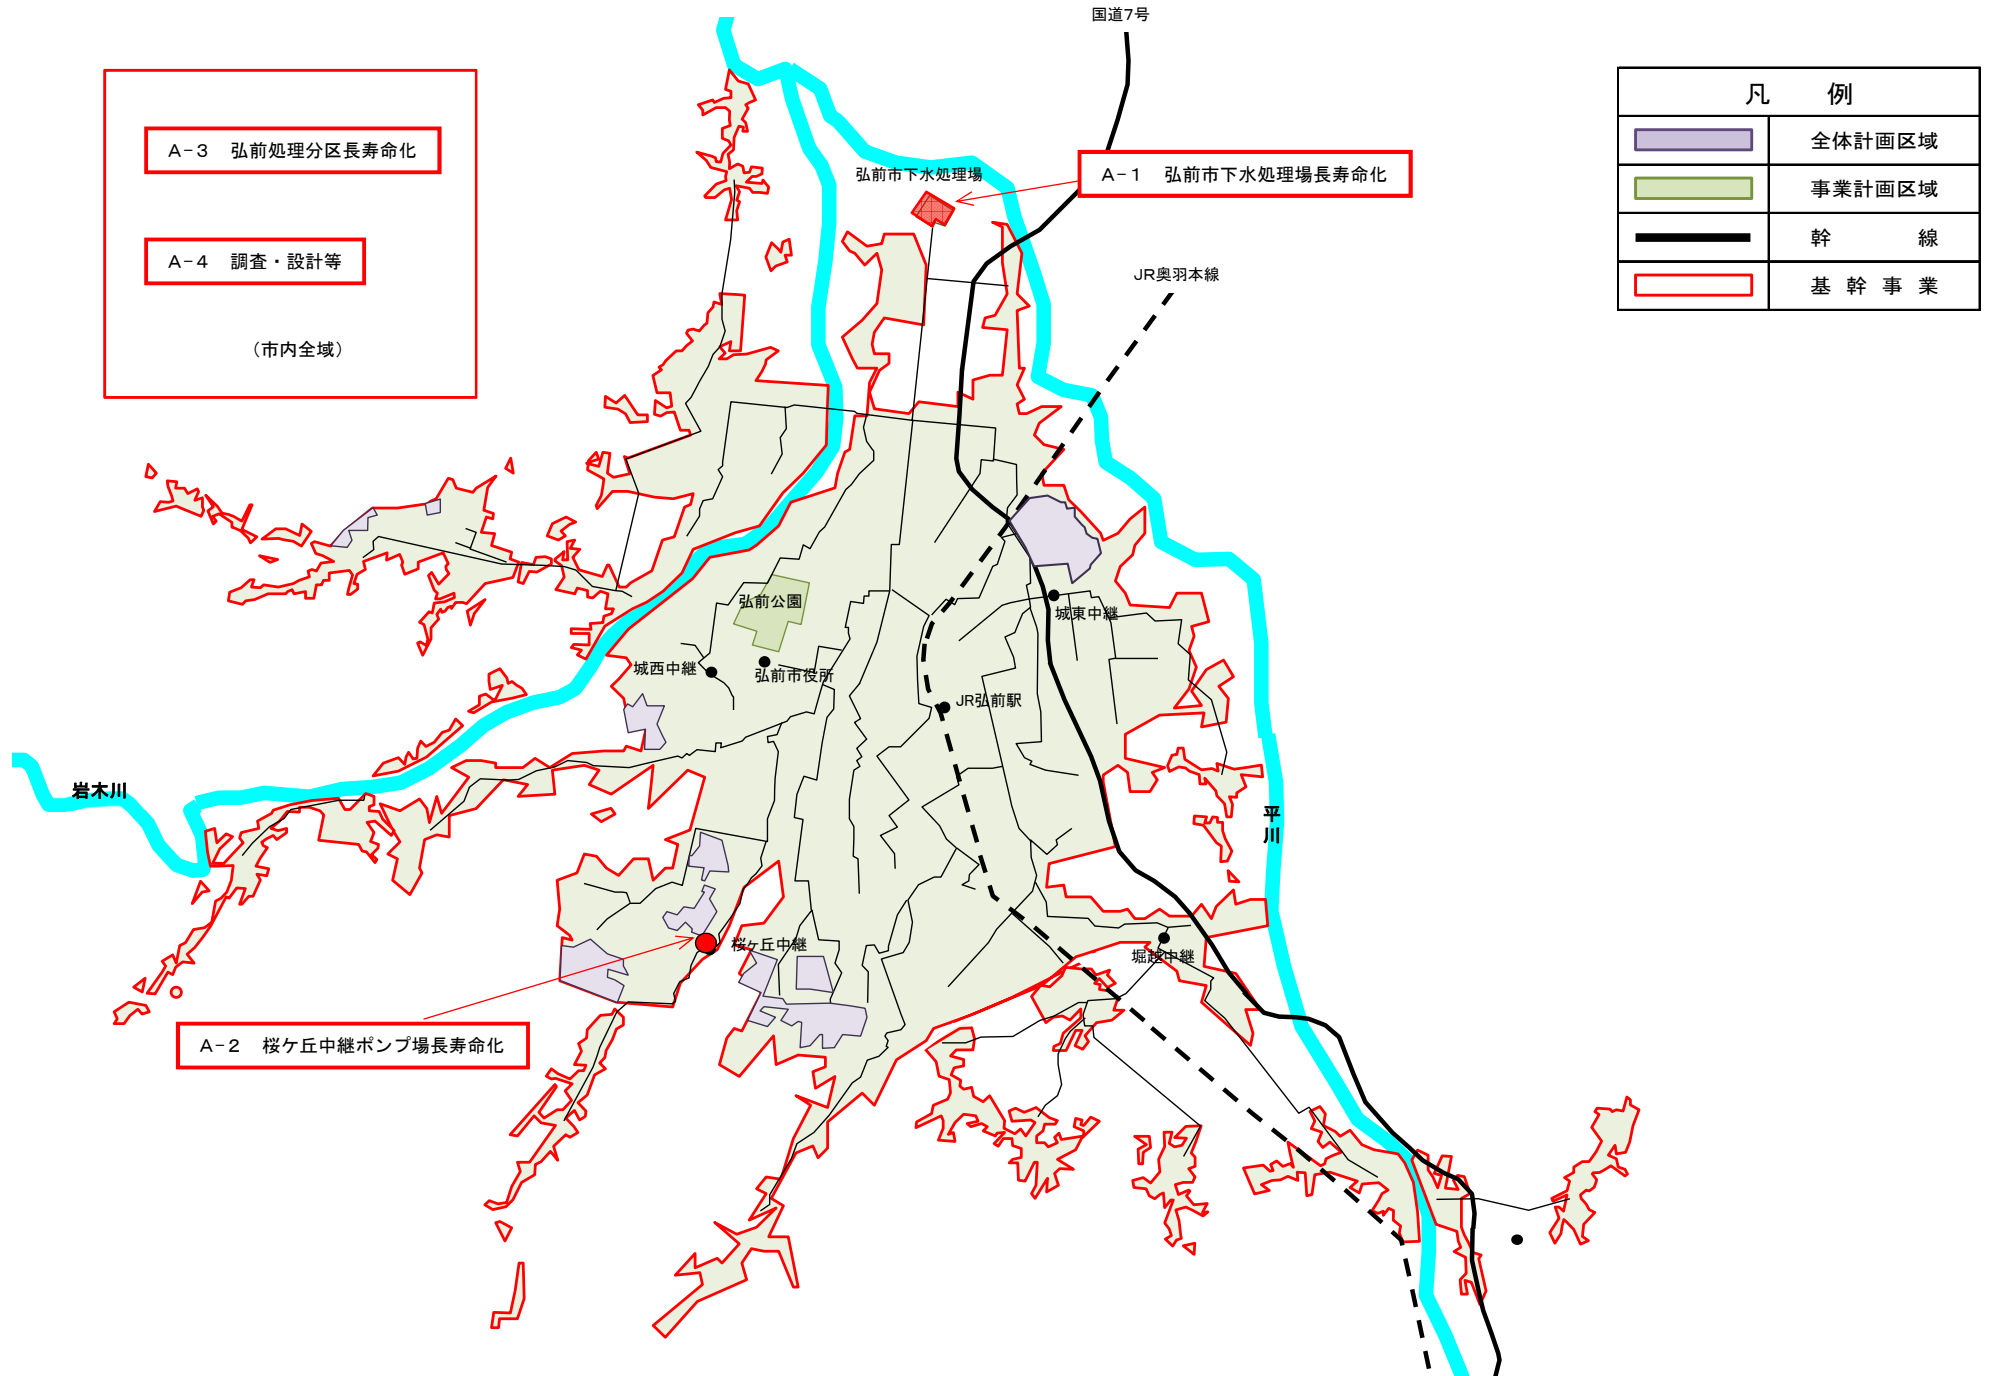 国道7号
凡　例
全体計画区域
事業計画区域
幹　線
基 幹 事 業
A-3　弘前処理分区長寿命化
A-4　調査・設計等
（市内全域）
弘前市下水処理場
A-1　弘前市下水処理場長寿命化
JR奥羽本線
弘前公園
城東中継
城西中継
弘前市役所
JR弘前駅
岩木川
平川
桜ヶ丘中継
堀越中継
A-2　桜ケ丘中継ポンプ場長寿命化